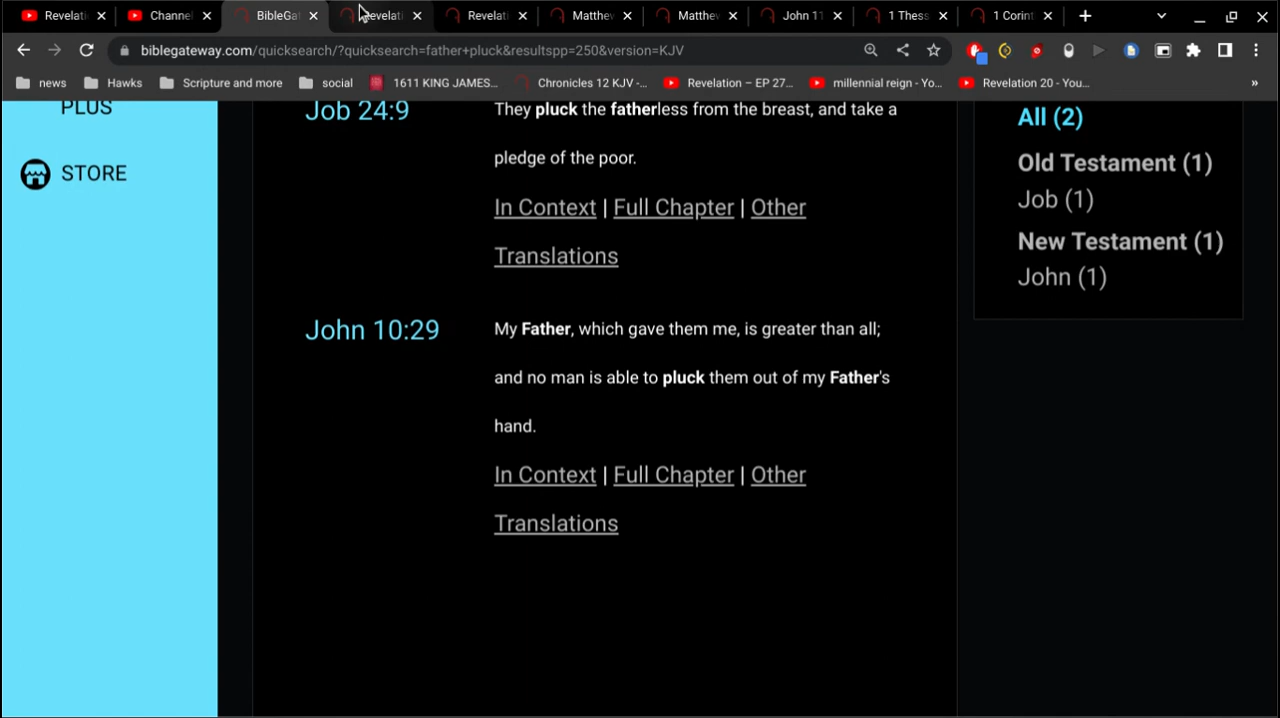 Revelati
Channel
BibleGat
Revelati
Revelati
Matthew
Matthew
John 11
1 Thess
1 Corint
biblegateway.com/quicksearch/?quicksearch=father+pluck&resultspp=250&version=KJV
news
Hawks
Scripture and more
social
1611 KING JAMES...
Chronicles 12 KJV -...
Revelation – EP 27...
millennial reign - Yo...
Revelation 20 - You...
»
PLUS
STORE
Job 24:9
They pluck the fatherless from the breast, and take a
pledge of the poor.
In Context | Full Chapter | Other
Translations
John 10:29
My Father, which gave them me, is greater than all;
and no man is able to pluck them out of my Father's
hand.
In Context | Full Chapter | Other
Translations
All (2)
Old Testament (1)
Job (1)
New Testament (1)
John (1)